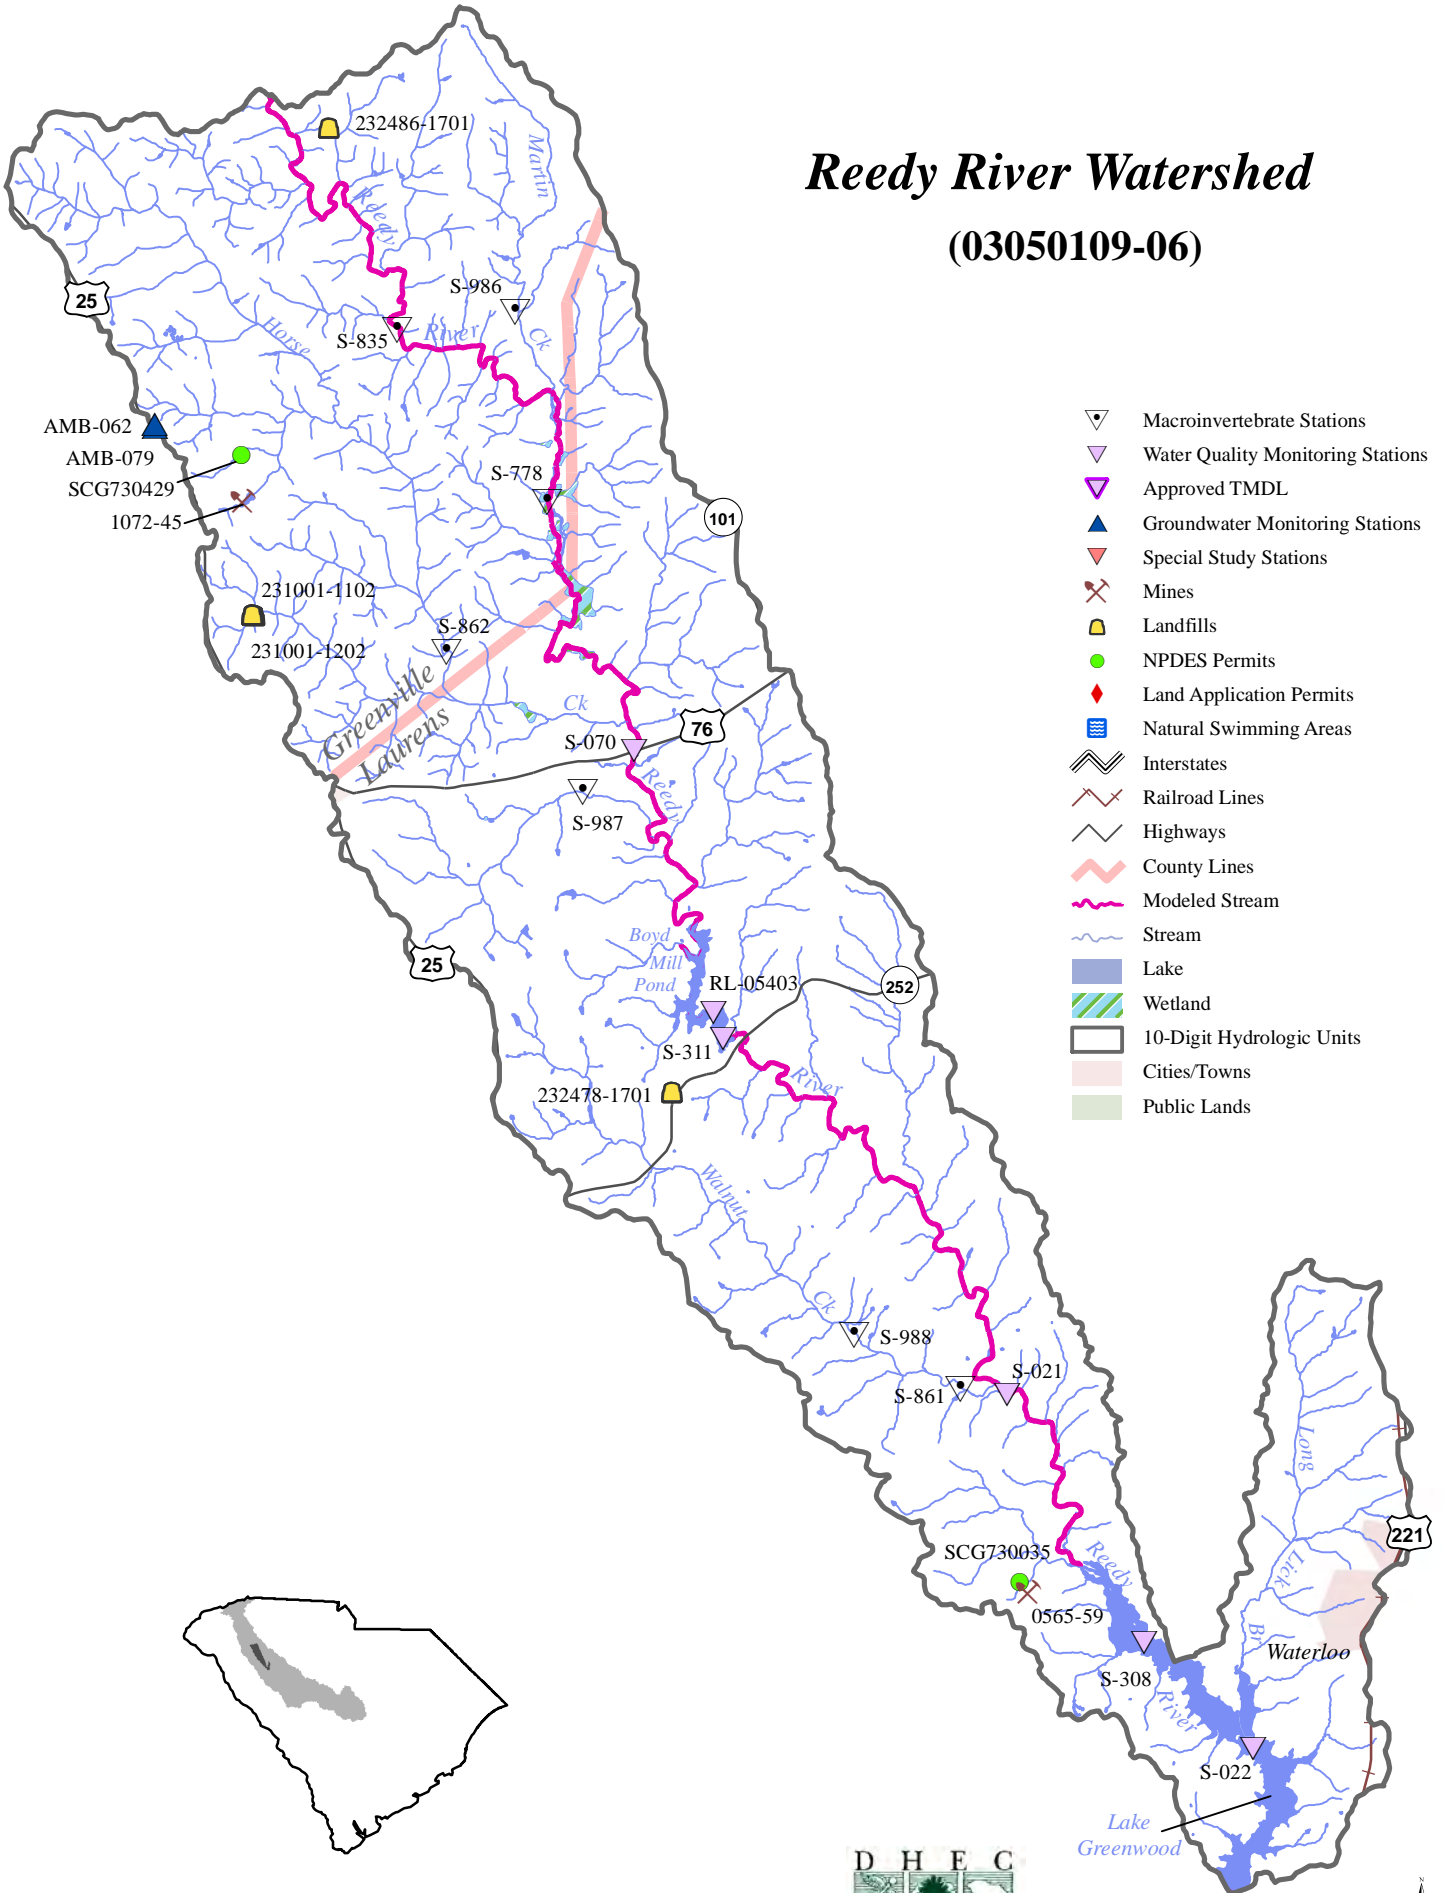 Reedy River Watershed
(03050109-06)
232486-1701
Martin
Reedy
25
S-986
Horse
S-835
River
Ck
AMB-062
AMB-079
SCG730429
1072-45
S-778
101
231001-1102
231001-1202
S-862
Greenville
Laurens
Ck
76
S-070
Reedy
S-987
25
Boyd
Mill
Pond
RL-05403
252
S-311
River
232478-1701
Walnut
Ck
S-988
S-021
S-861
Long
221
SCG730035
Reedy
Lick
0565-59
Br
Waterloo
S-308
River
S-022
Lake
Greenwood
Macroinvertebrate Stations
Water Quality Monitoring Stations
Approved TMDL
Groundwater Monitoring Stations
Special Study Stations
Mines
Landfills
NPDES Permits
Land Application Permits
Natural Swimming Areas
Interstates
Railroad Lines
Highways
County Lines
Modeled Stream
Stream
Lake
Wetland
10-Digit Hydrologic Units
Cities/Towns
Public Lands
D H E C
N